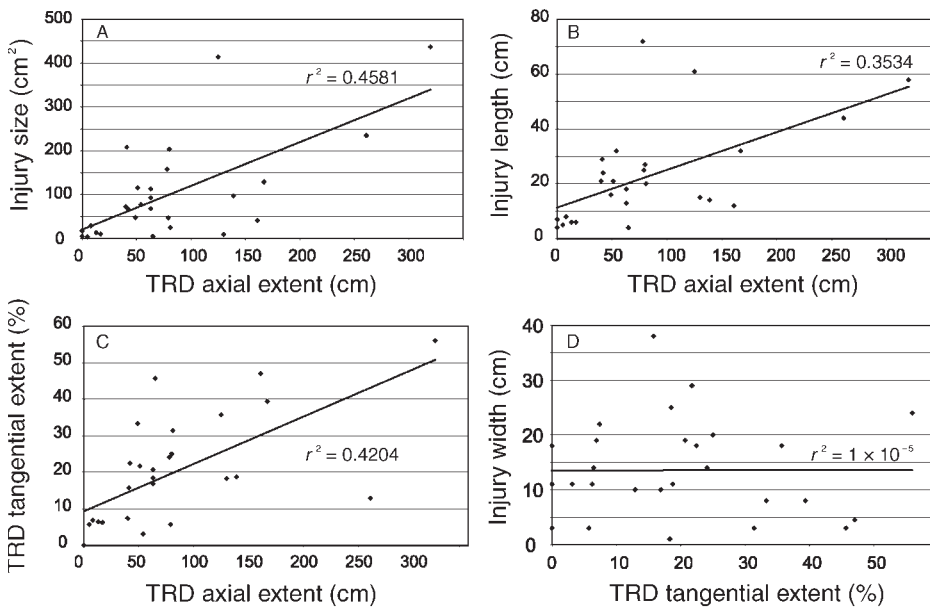 A
Injury size (cm²)
500
400
300
200
100
0
r² = 0.4581
0 50 100 150 200 250 300
TRD axial extent (cm)
B
Injury length (cm)
80
60
40
20
0
r² = 0.3534
0 50 100 150 200 250 300
TRD axial extent (cm)
C
TRD tangential extent (%)
60
50
40
30
20
10
0
r² = 0.4204
0 50 100 150 200 250 300
TRD axial extent (cm)
D
Injury width (cm)
40
30
20
10
0
r² = 1 × 10⁻⁵
0 10 20 30 40 50
TRD tangential extent (%)